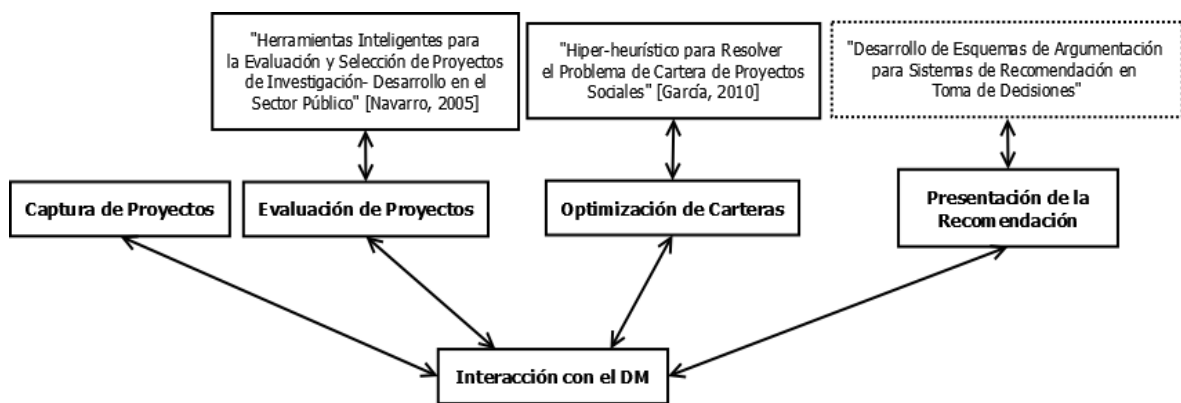 "Herramientas Inteligentes para
la Evaluación y Selección de Proyectos
de Investigación- Desarrollo en el
Sector Público" [Navarro, 2005]
"Hiper-heurístico para Resolver
el Problema de Cartera de Proyectos
Sociales" [García, 2010]
"Desarrollo de Esquemas de Argumentación
para Sistemas de Recomendación en
Toma de Decisiones"
Captura de Proyectos
Evaluación de Proyectos
Optimización de Carteras
Presentación de la
Recomendación
Interacción con el DM